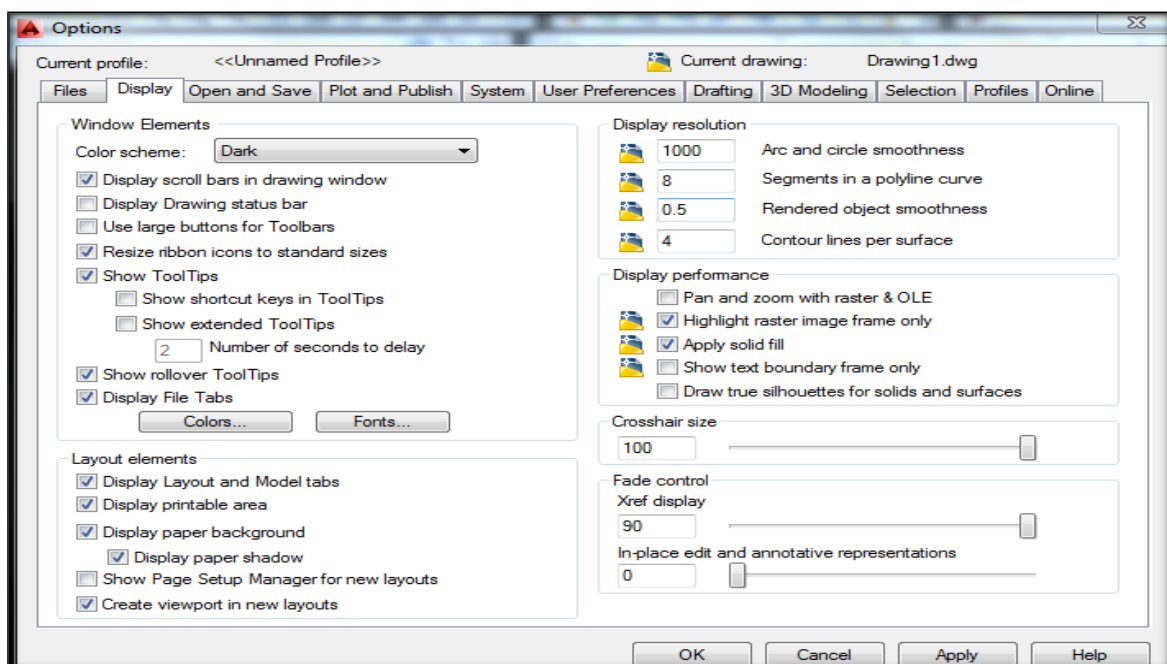 Options
Current profile: <<Unnamed Profile>> Current drawing: Drawing1.dwg
Files Display Open and Save Plot and Publish System User Preferences Drafting 3D Modeling Selection Profiles Online
Window Elements
Color scheme: Dark
Display scroll bars in drawing window
Display Drawing status bar
Use large buttons for Toolbars
Resize ribbon icons to standard sizes
Show ToolTips
Show shortcut keys in ToolTips
Show extended ToolTips
2 Number of seconds to delay
Show rollover ToolTips
Display File Tabs
Colors... Fonts...
Layout elements
Display Layout and Model tabs
Display printable area
Display paper background
Display paper shadow
Show Page Setup Manager for new layouts
Create viewport in new layouts
Display resolution
1000 Arc and circle smoothness
8 Segments in a polyline curve
0.5 Rendered object smoothness
4 Contour lines per surface
Display performance
Pan and zoom with raster & OLE
Highlight raster image frame only
Apply solid fill
Show text boundary frame only
Draw true silhouettes for solids and surfaces
Crosshair size
100
Fade control
Xref display
90
In-place edit and annotative representations
0
OK Cancel Apply Help